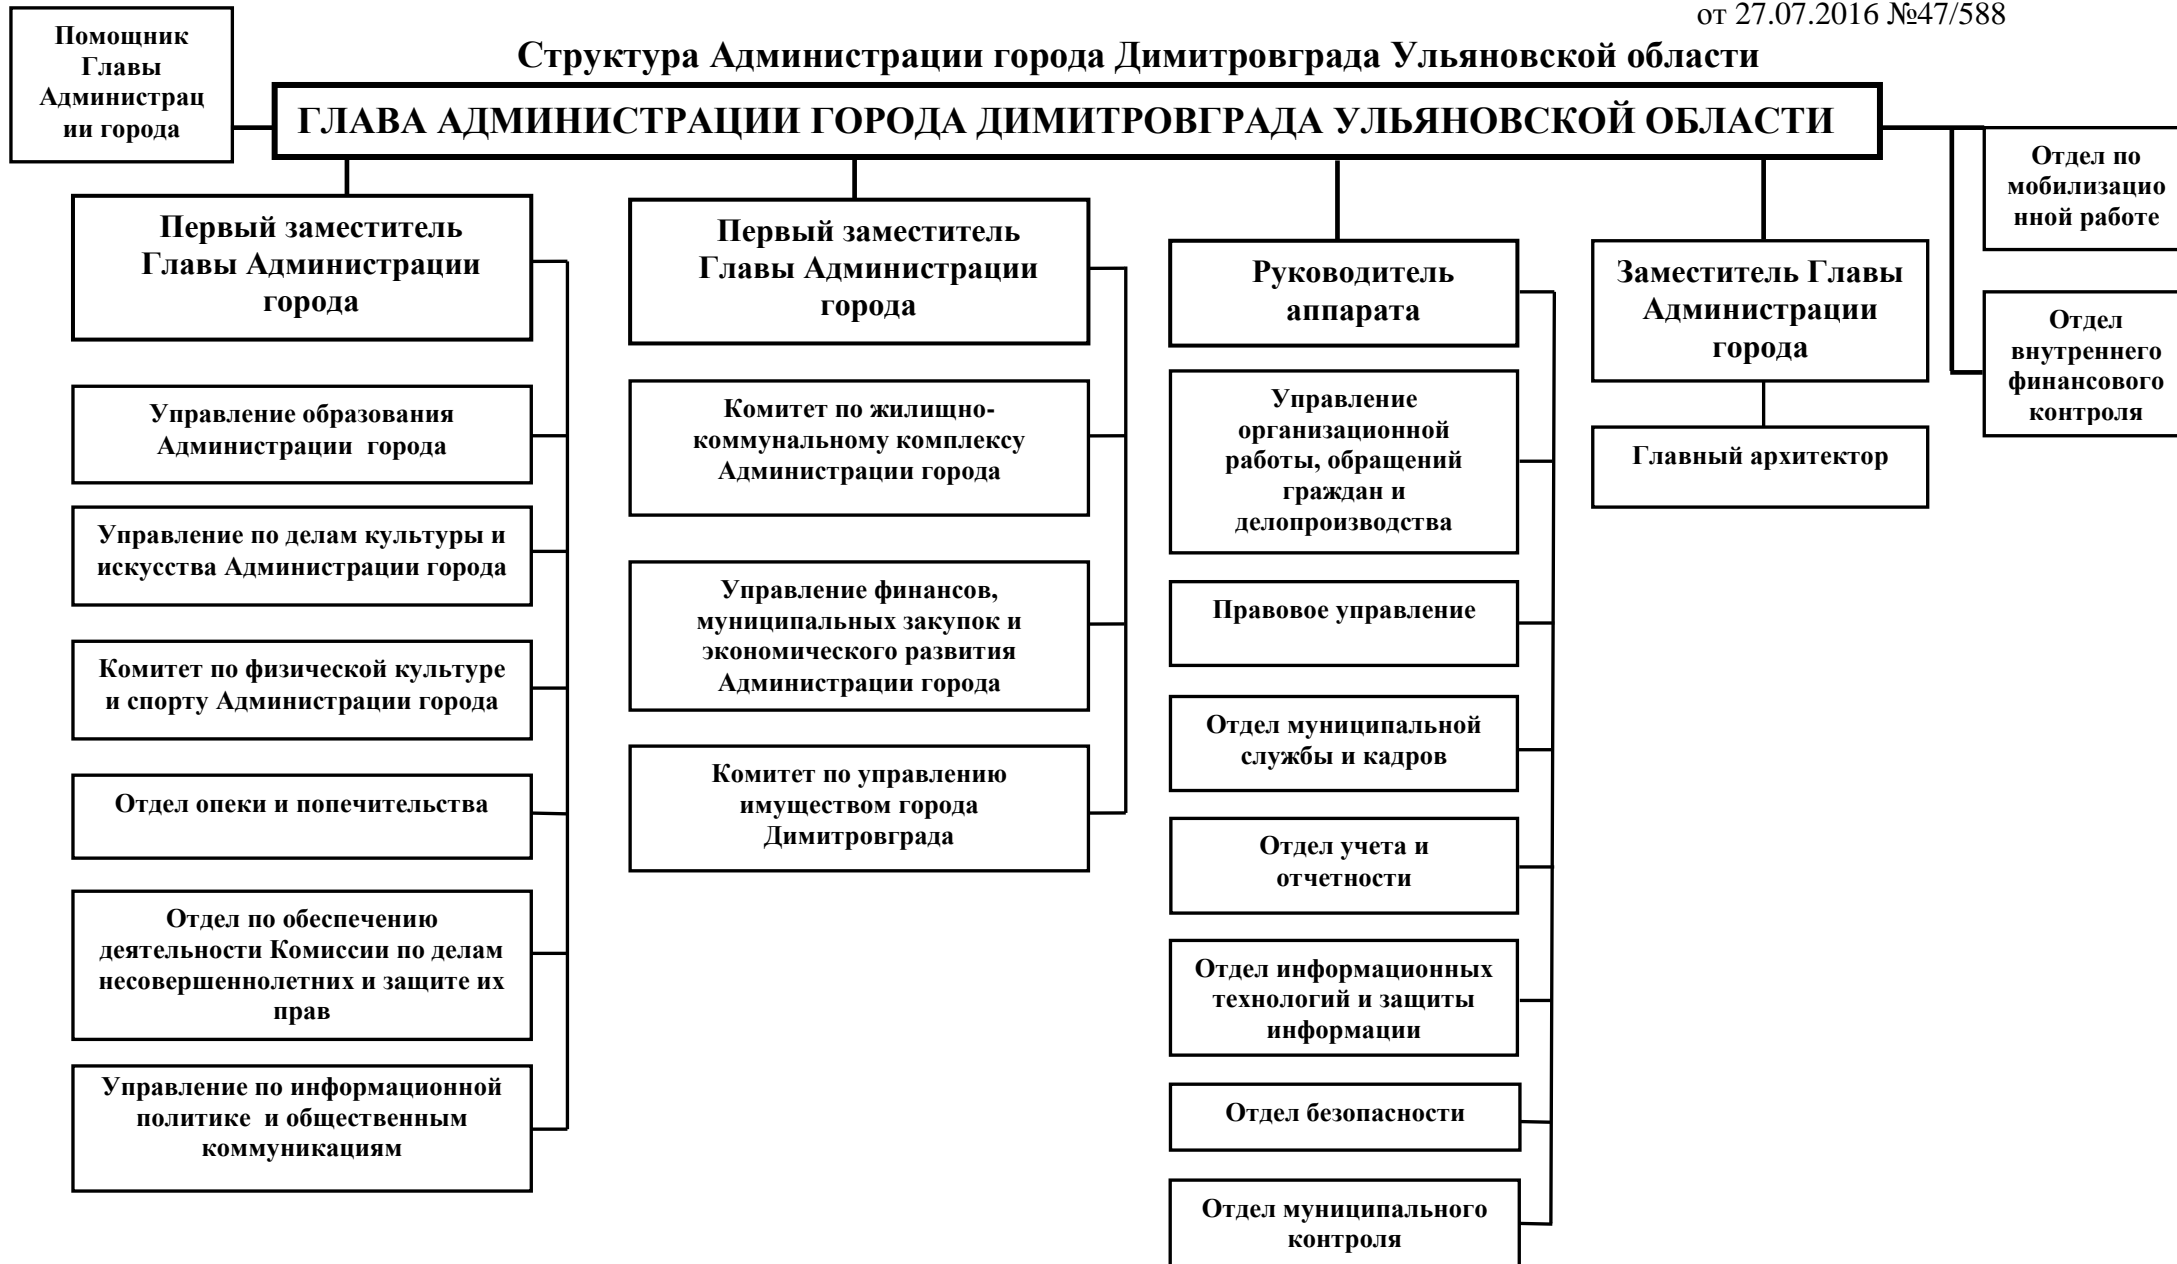 от 27.07.2016 №47/588
Помощник
Главы
Администрац
ии города
Структура Администрации города Димитровграда Ульяновской области
ГЛАВА АДМИНИСТРАЦИИ ГОРОДА ДИМИТРОВГРАДА УЛЬЯНОВСКОЙ ОБЛАСТИ
Отдел по
мобилизацио
нной работе
Отдел
внутреннего
финансового
контроля
Первый заместитель
Главы Администрации
города
Управление образования
Администрации  города
Управление по делам культуры и
искусства Администрации города
Комитет по физической культуре
и спорту Администрации города
Отдел опеки и попечительства
Отдел по обеспечению
деятельности Комиссии по делам
несовершеннолетних и защите их
прав
Управление по информационной
политике  и общественным
коммуникациям
Первый заместитель
Главы Администрации
города
Комитет по жилищно-
коммунальному комплексу
Администрации города
Управление финансов,
муниципальных закупок и
экономического развития
Администрации города
Комитет по управлению
имуществом города
Димитровграда
Руководитель
аппарата
Управление
организационной
работы, обращений
граждан и
делопроизводства
Правовое управление
Отдел муниципальной
службы и кадров
Отдел учета и
отчетности
Отдел информационных
технологий и защиты
информации
Отдел безопасности
Отдел муниципального
контроля
Заместитель Главы
Администрации
города
Главный архитектор